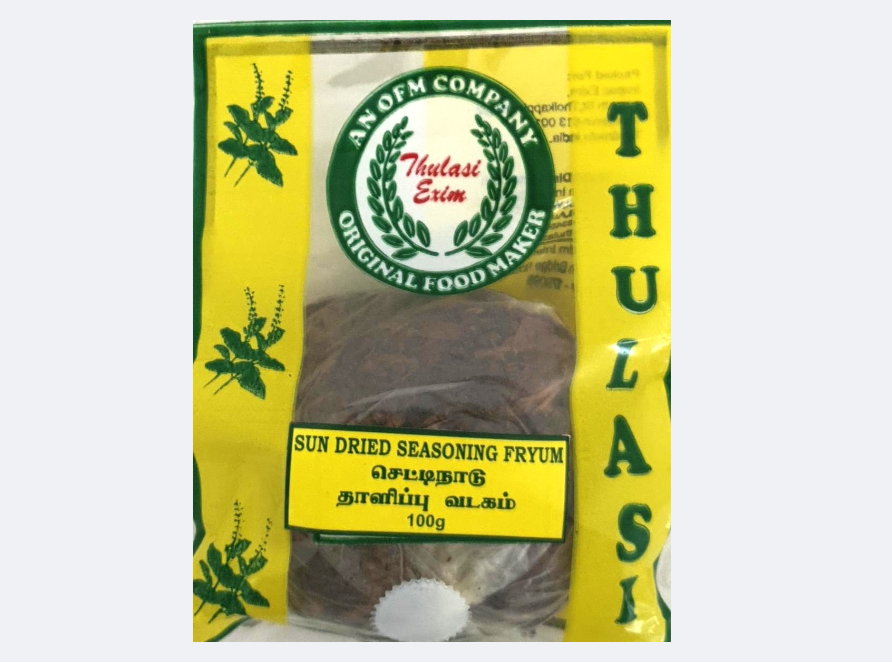 AN OFM COMPANY
Thulasi
Exim
ORIGINAL FOOD MAKER
THULASI
SUN DRIED SEASONING FRYUM
செட்டிநாடு
தாளிப்பு வடகம்
100g